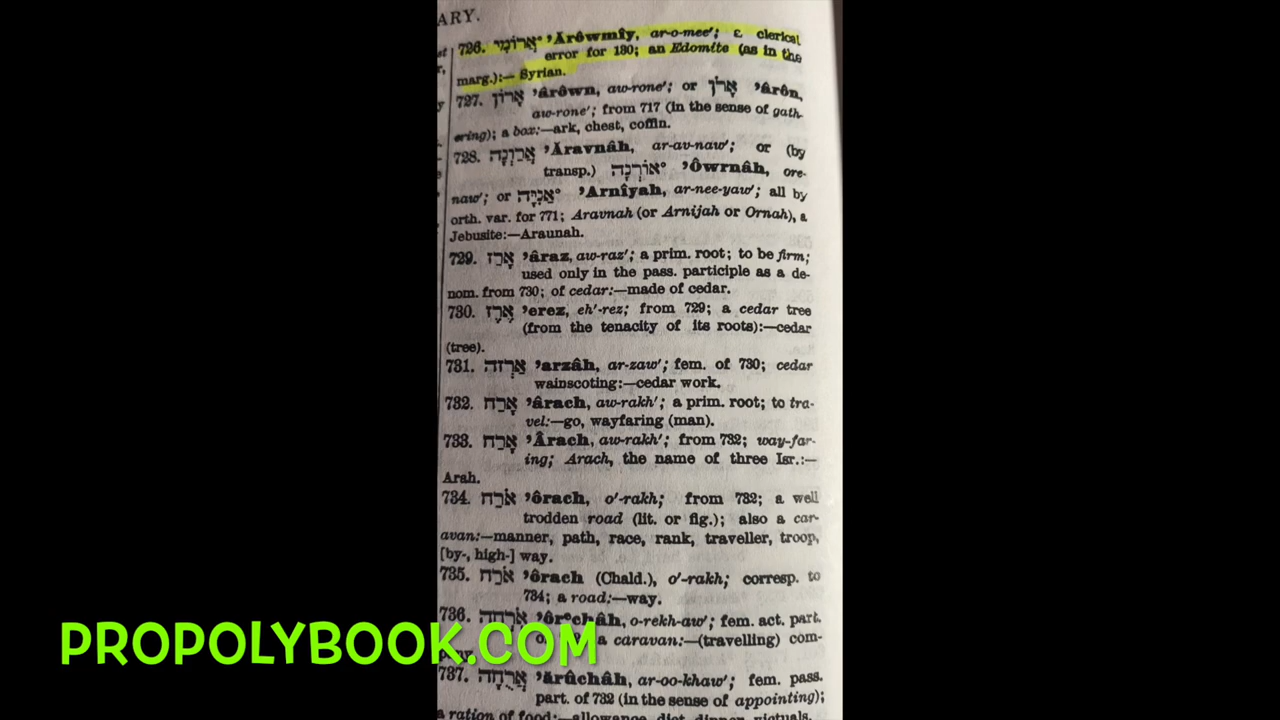 ARY.
726. אֲרוֹמִי ’Ărôwmîy, ar-o-mee′; a clerical
error for 130; an Edomite (as in the
marg.):— Syrian.
727. אָרוֹן ’ârôwn, aw-rone′; or אָרֹן ’ârôn,
aw-rone′; from 717 (in the sense of gath-
ering); a box:—ark, chest, coffin.
728. אֲרַוְנָה ’Ăravnâh, ar-av-naw′; or (by
transp.) אוֹרְנָה ’Ôwrnâh, ore-
naw′; or ’Arnîyah, ar-nee-yaw′; all by
orth. var. for 771; Aravnah (or Arnijah or Ornah), a
Jebusite:—Araunah.
729. אָרַז ’âraz, aw-raz′; a prim. root; to be firm;
used only in the pass. participle as a de-
nom. from 730; of cedar:—made of cedar.
730. אֶרֶז ’erez, eh′-rez; from 729; a cedar tree
(from the tenacity of its roots):—cedar
(tree).
731. אַרְזָה ’arzâh, ar-zaw′; fem. of 730; cedar
wainscoting:—cedar work.
732. אָרַח ’ârach, aw-rakh′; a prim. root; to tra-
vel:—go, wayfaring (man).
733. אָרַח ’Ârach, aw-rakh′; from 732; way-far-
ing; Arach, the name of three Isr.:—
Arah.
734. אֹרַח ’ôrach, o′-rakh; from 732; a well
trodden road (lit. or fig.); also a car-
avan:—manner, path, race, rank, traveller, troop,
[by-, high-] way.
735. אֹרַח ’ôrach (Chald.), o′-rakh; corresp. to
734; a road:—way.
736. אֹרְחָה ’ôrᵉchâh, o-rekh-aw′; fem. act. part.
a caravan:—(travelling) com-
737. אֲרֻחָה ’ărûchâh, ar-oo-khaw′; fem. pass.
part. of 732 (in the sense of appointing);
a ration of food:—allowance, diet, dinner, victuals.
PROPOLYBOOK.COM